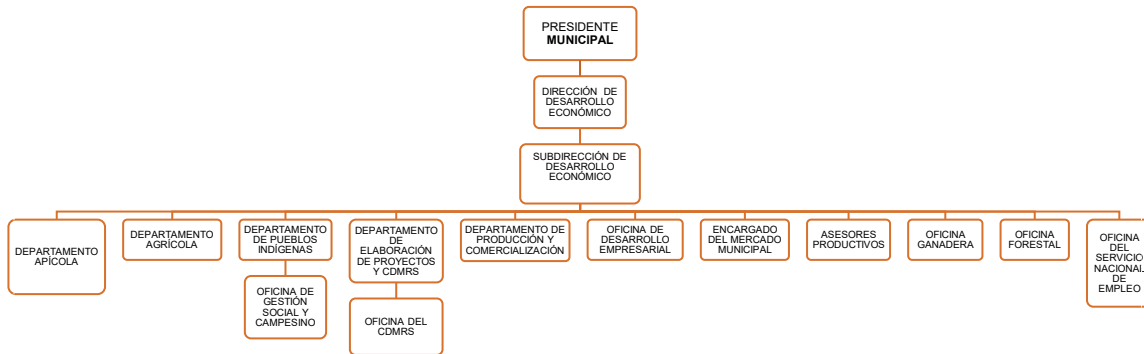 PRESIDENTE
MUNICIPAL
DIRECCIÓN DE
DESARROLLO
ECONÓMICO
SUBDIRECCIÓN DE
DESARROLLO
ECONÓMICO
DEPARTAMENTO
APÍCOLA
DEPARTAMENTO
AGRÍCOLA
DEPARTAMENTO
DE PUEBLOS
INDÍGENAS
OFICINA DE
GESTIÓN
SOCIAL Y
CAMPESINO
DEPARTAMENTO
DE
ELABORACIÓN
DE PROYECTOS
Y CDMRS
OFICINA DEL
CDMRS
DEPARTAMENTO DE
PRODUCCIÓN Y
COMERCIALIZACIÓN
OFICINA DE
DESARROLLO
EMPRESARIAL
ENCARGADO
DEL MERCADO
MUNICIPAL
ASESORES
PRODUCTIVOS
OFICINA
GANADERA
OFICINA
FORESTAL
OFICINA
DEL
SERVICIO
NACIONAL
DE
EMPLEO